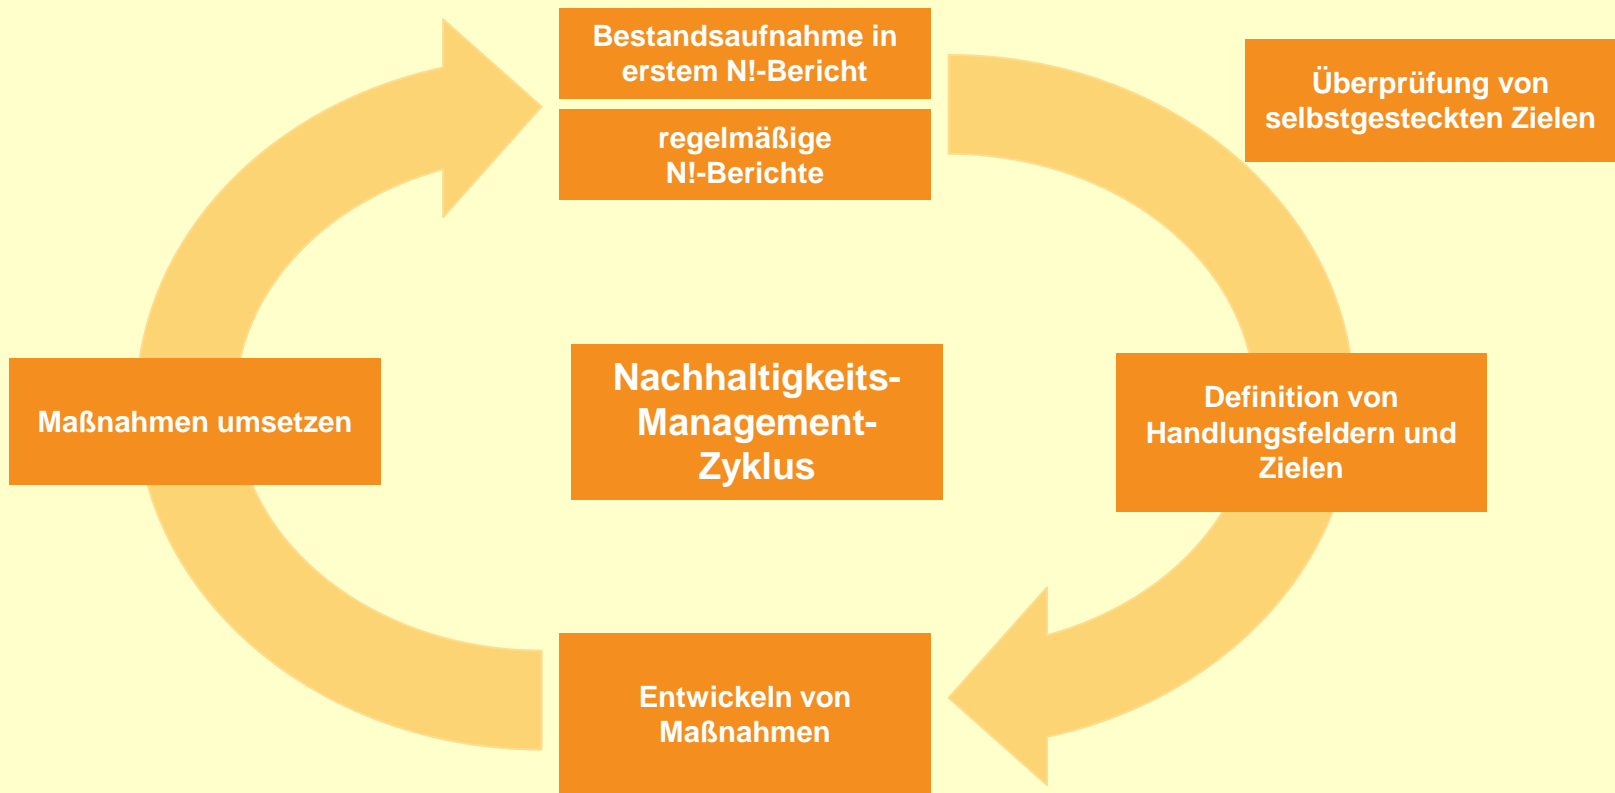 Bestandsaufnahme in
erstem N!-Bericht
regelmäßige
N!-Berichte
Überprüfung von
selbstgesteckten Zielen
Maßnahmen umsetzen
Nachhaltigkeits-
Management-
Zyklus
Definition von
Handlungsfeldern und
Zielen
Entwickeln von
Maßnahmen